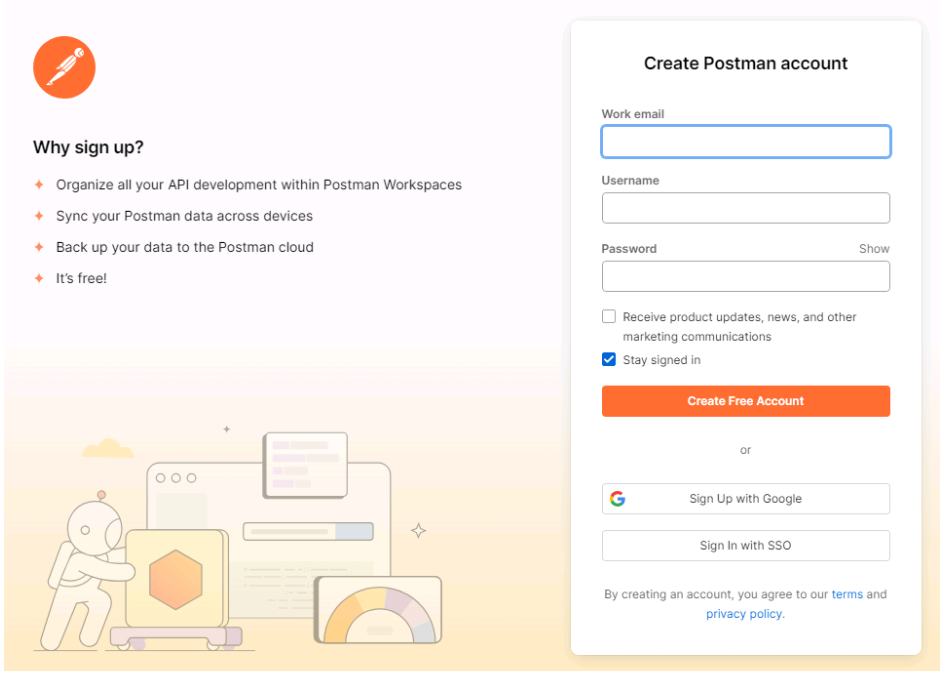 Why sign up?
Organize all your API development within Postman Workspaces
Sync your Postman data across devices
Back up your data to the Postman cloud
It's free!
Create Postman account
Work email
Username
Password Show
Receive product updates, news, and other
marketing communications
Stay signed in
Create Free Account
or
Sign Up with Google
Sign In with SSO
By creating an account, you agree to our terms and
privacy policy.